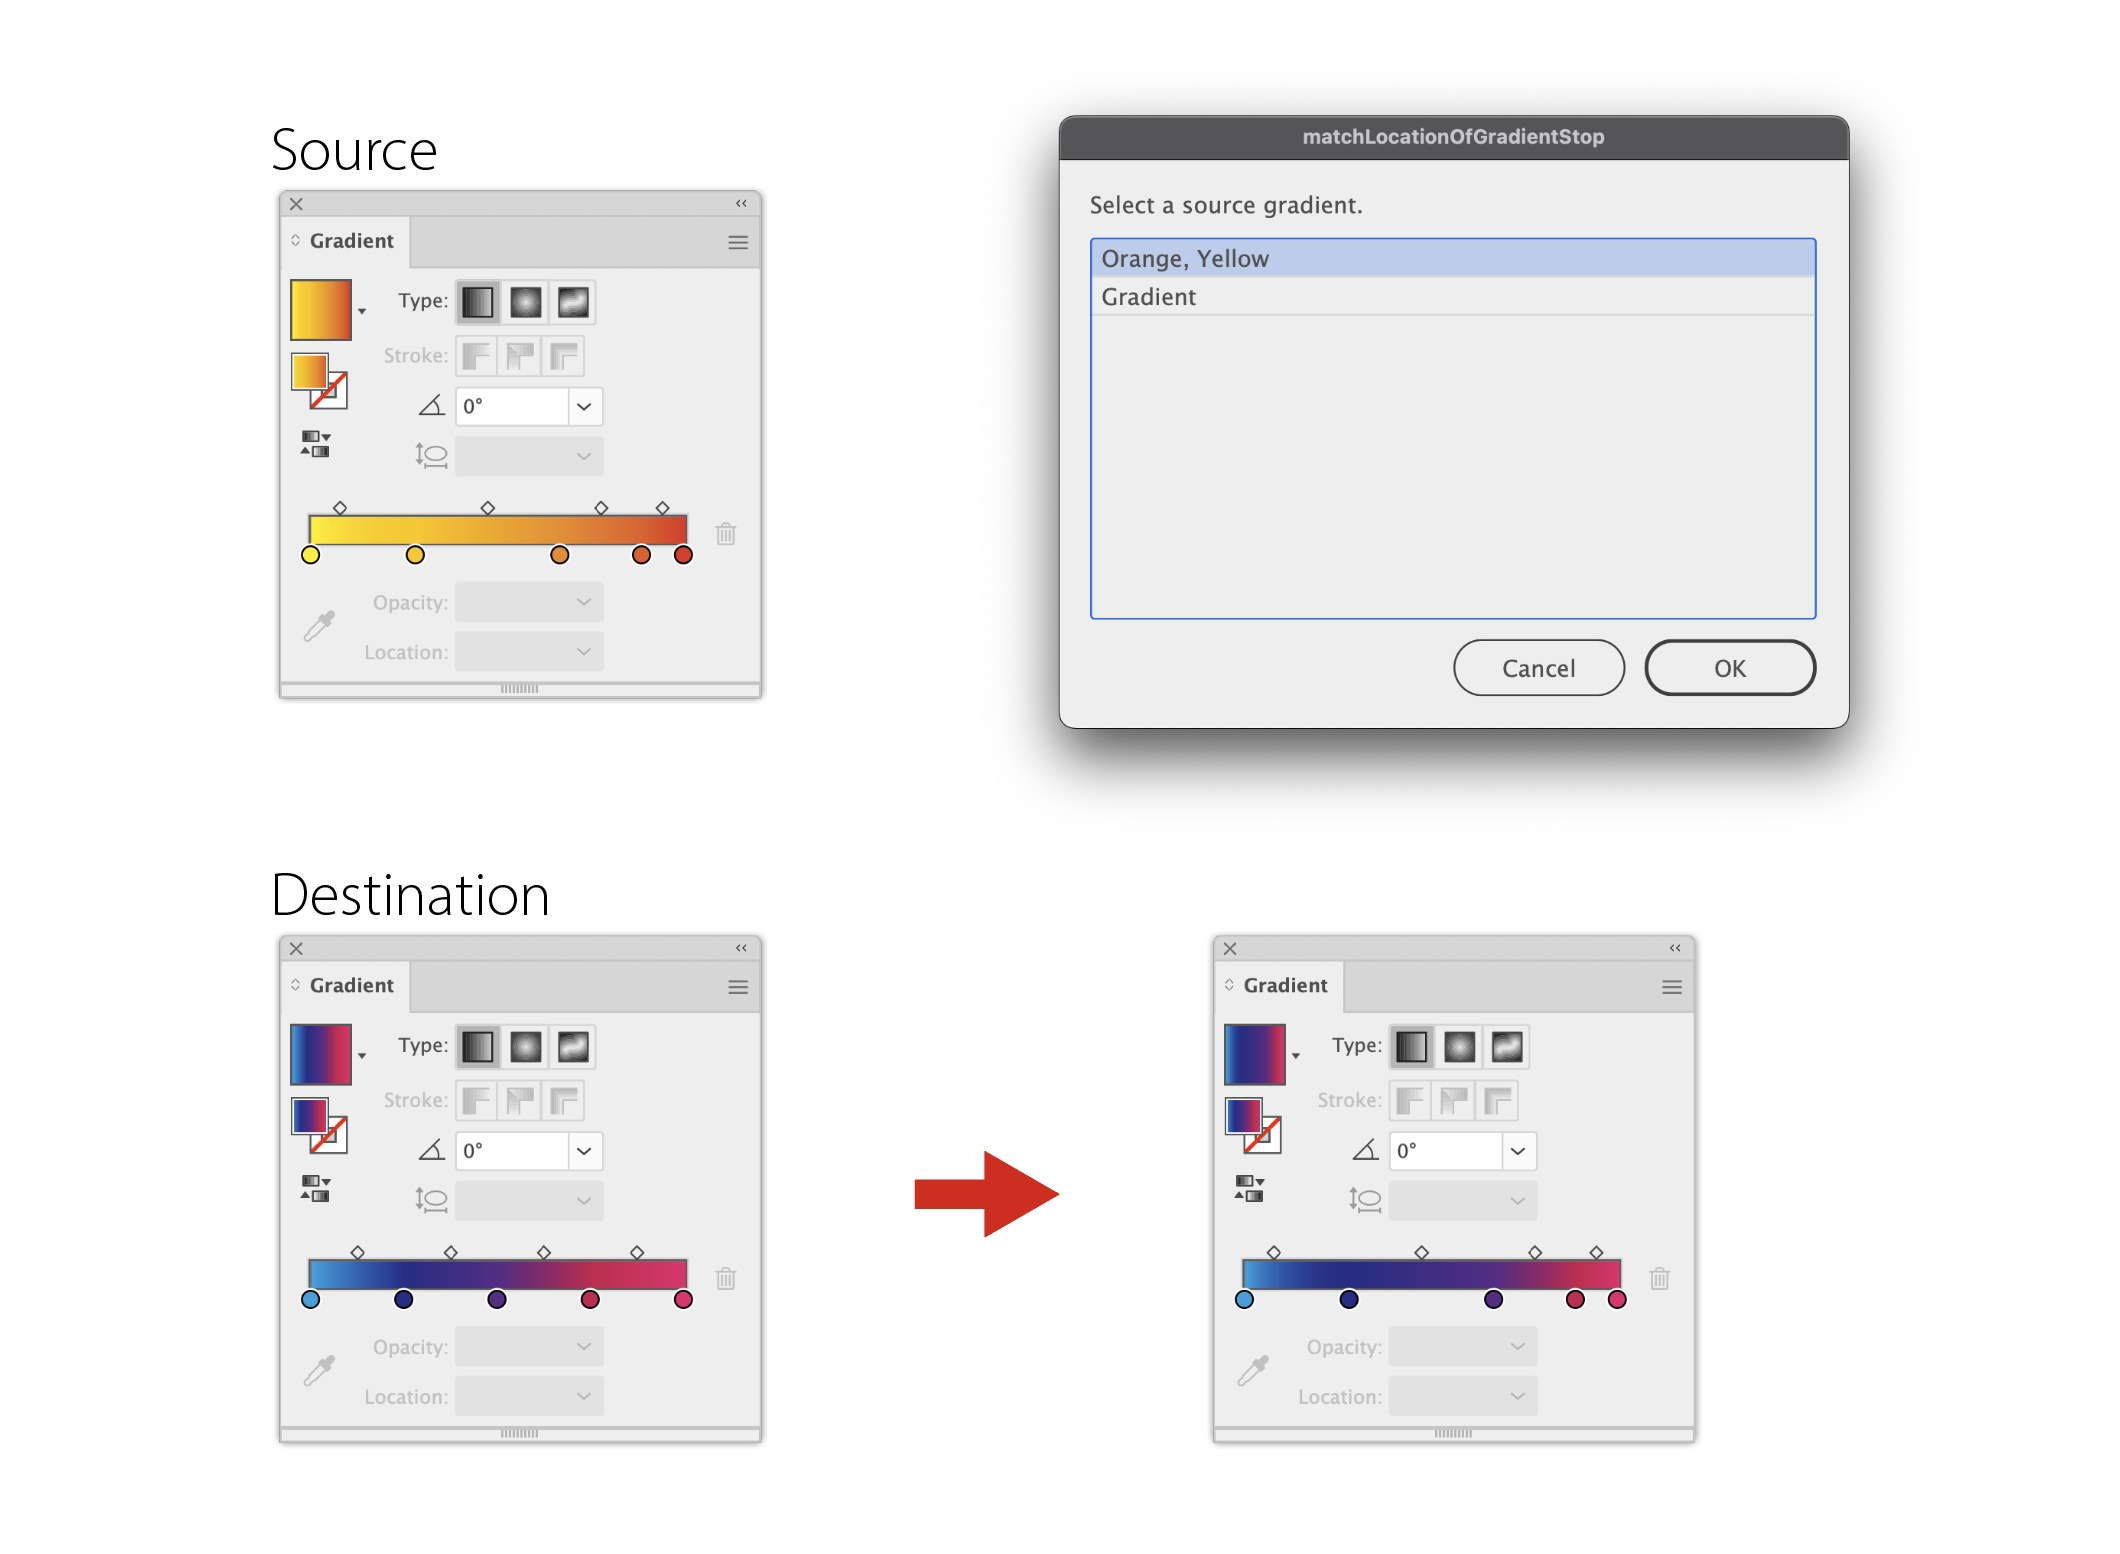 Source
Gradient
Type:
Stroke:
0°
Opacity:
Location:
matchLocationOfGradientStop
Select a source gradient.
Orange, Yellow
Gradient
Cancel
OK
Destination
Gradient
Type:
Stroke:
0°
Opacity:
Location:
Gradient
Type:
Stroke:
0°
Opacity:
Location: